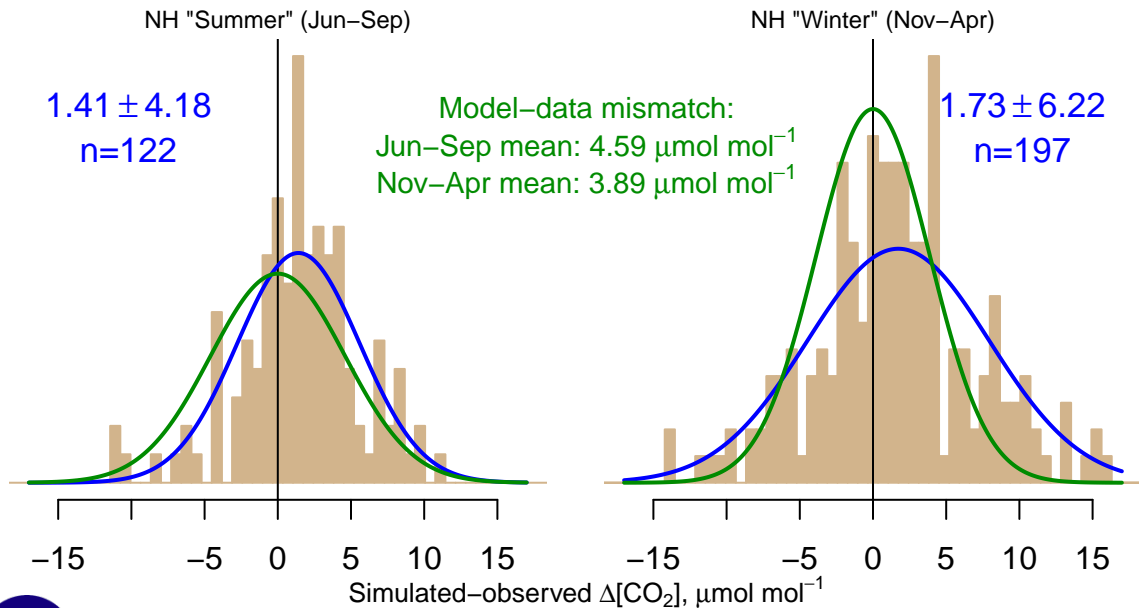 NH "Summer" (Jun−Sep)
1.41 ± 4.18
n=122
Model−data mismatch:
Jun−Sep mean: 4.59 μmol mol⁻¹
Nov−Apr mean: 3.89 μmol mol⁻¹
NH "Winter" (Nov−Apr)
1.73 ± 6.22
n=197
−15 −5 0 5 10 15
−15 −5 0 5 10 15
Simulated−observed Δ[CO₂], μmol mol⁻¹